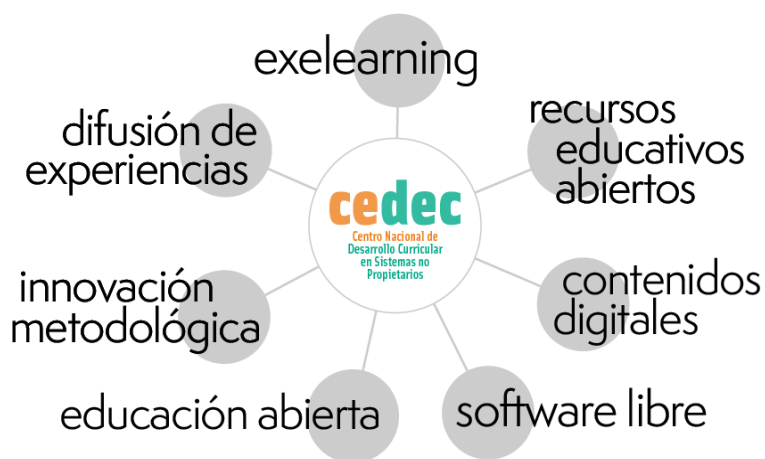 exelearning
recursos
educativos
abiertos
contenidos
digitales
software libre
educación abierta
innovación
metodológica
difusión de
experiencias
cedec
Centro Nacional de
Desarrollo Curricular
en Sistemas no
Propietarios